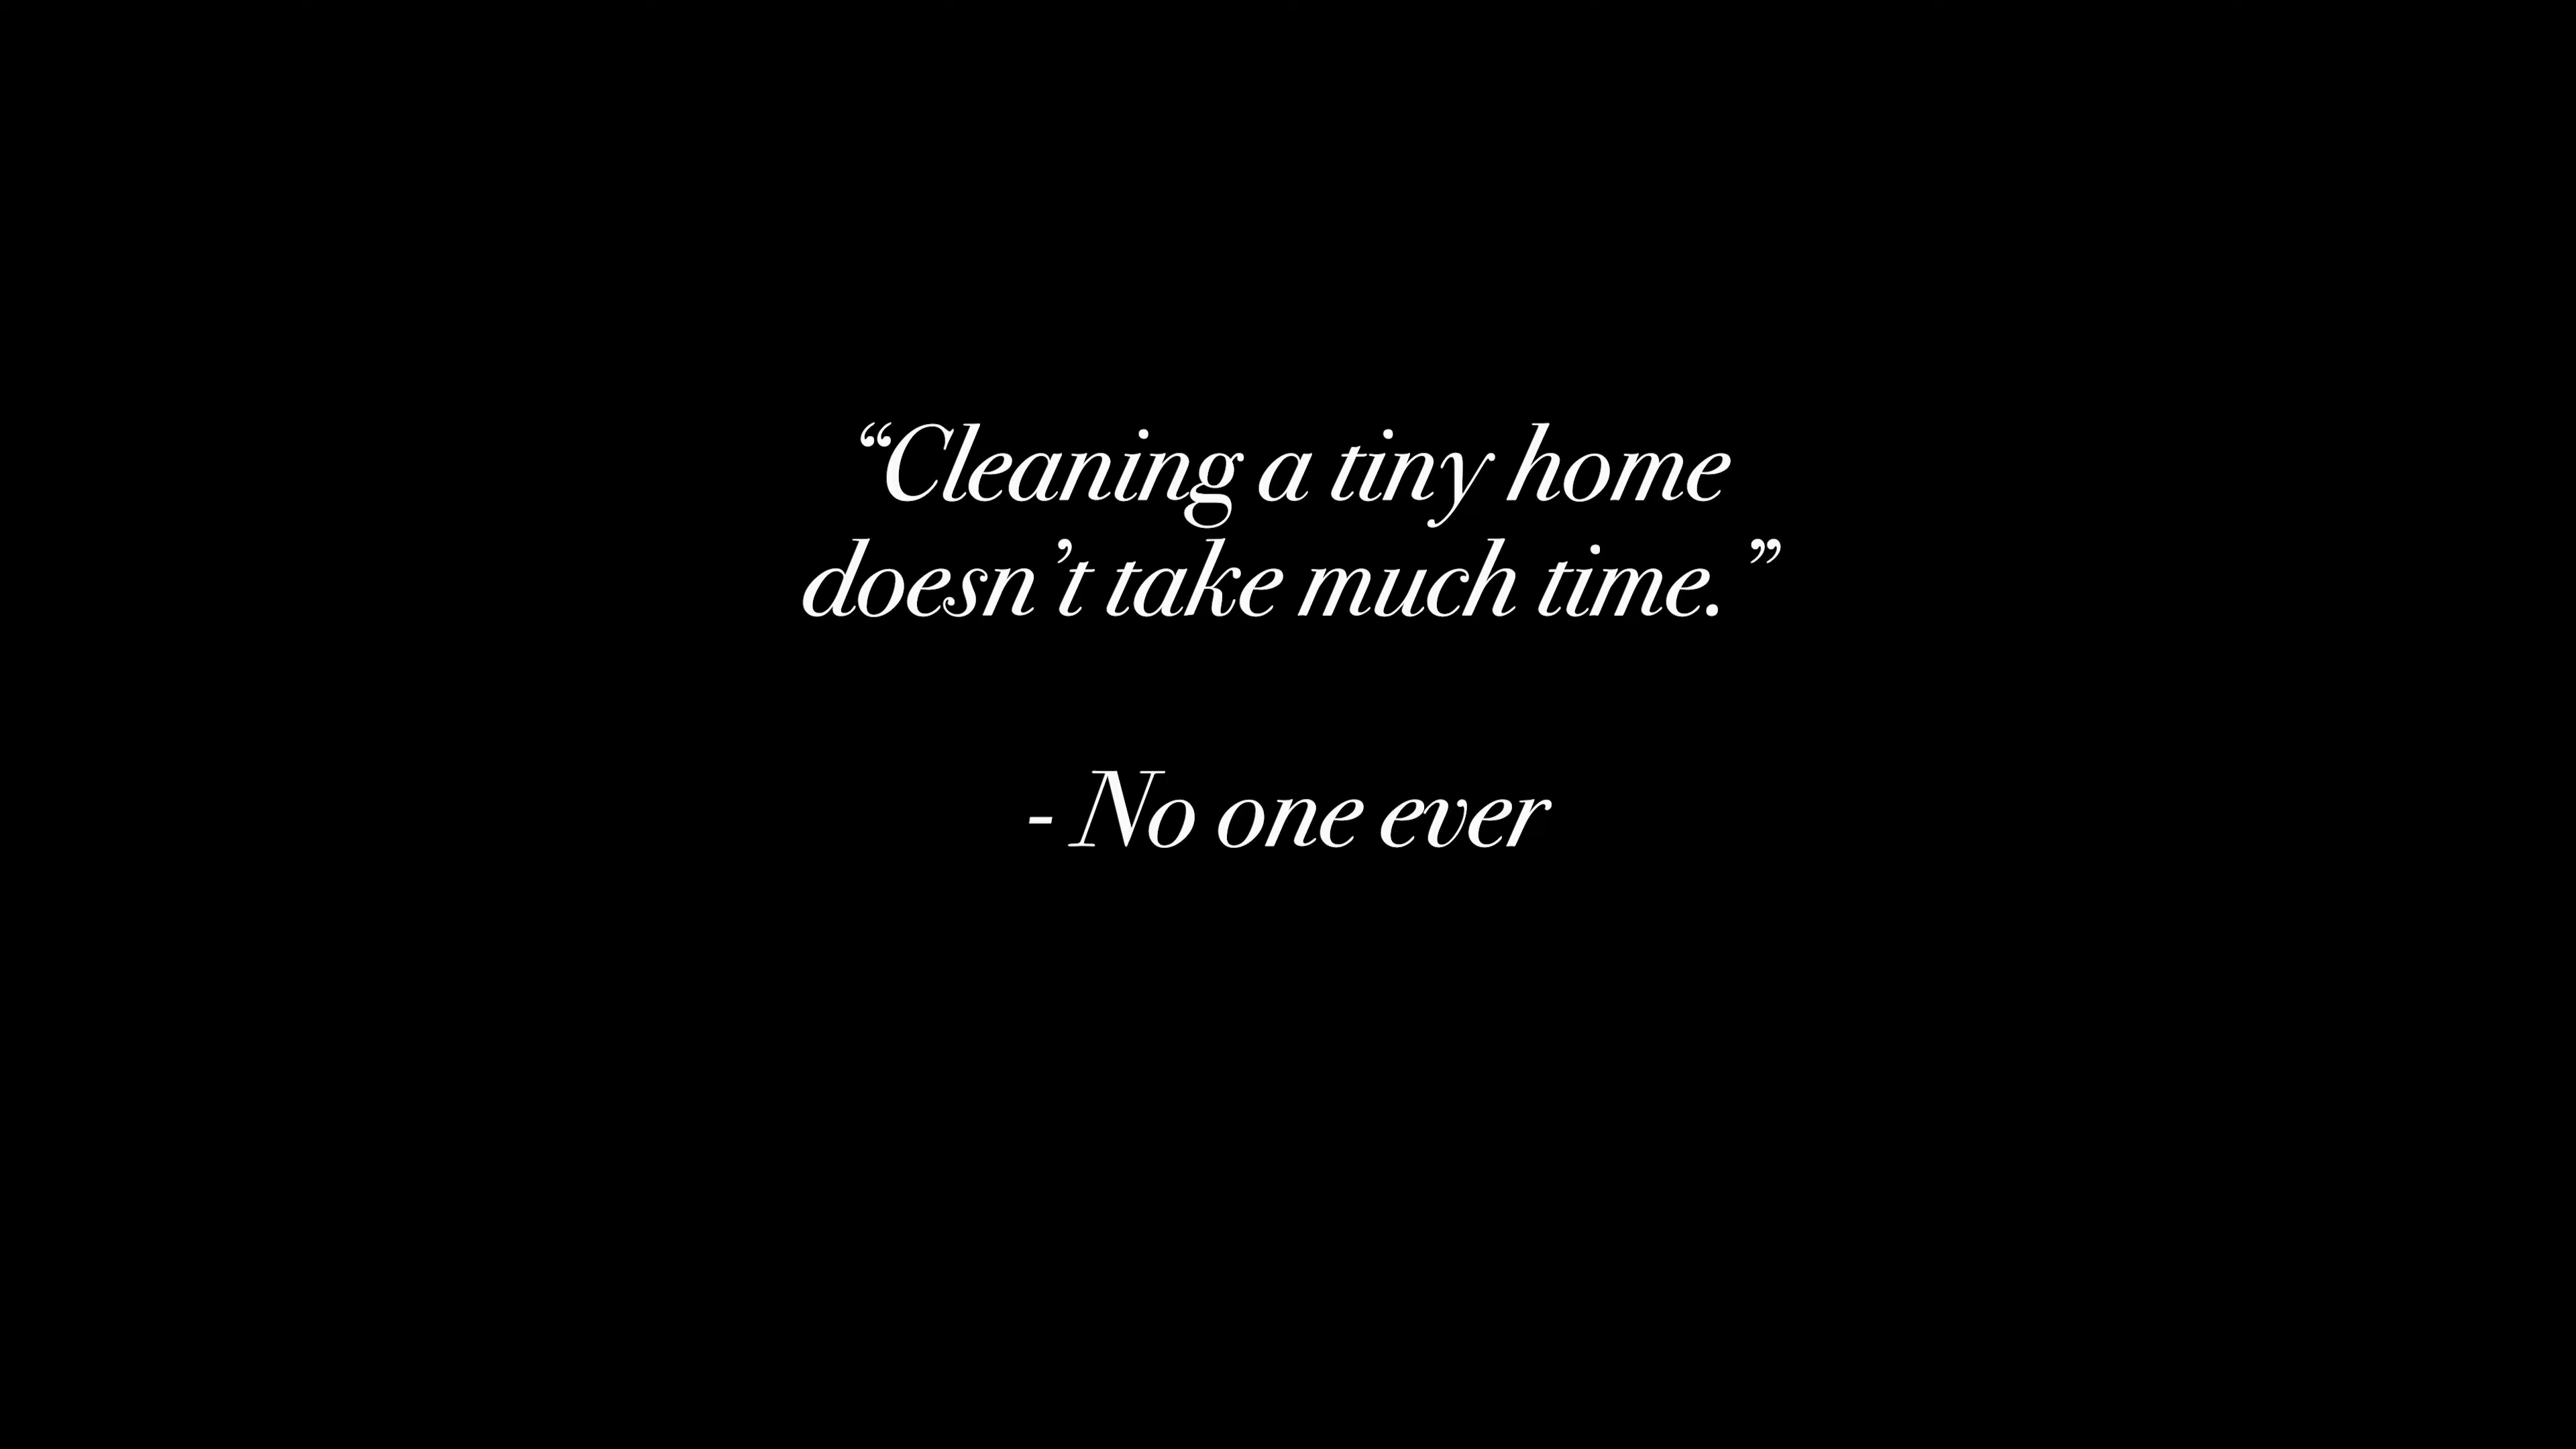 “Cleaning a tiny home
doesn’t take much time.”
- No one ever